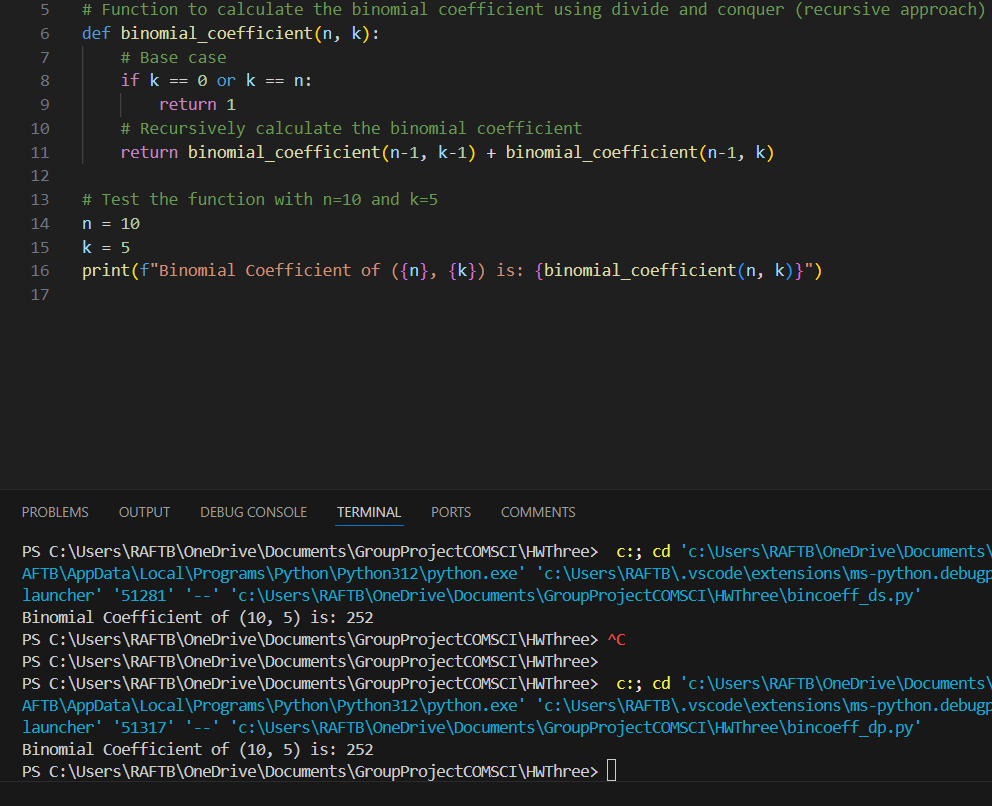 5 # Function to calculate the binomial coefficient using divide and conquer (recursive approach)
6 def binomial_coefficient(n, k):
7 # Base case
8 if k == 0 or k == n:
9 return 1
10 # Recursively calculate the binomial coefficient
11 return binomial_coefficient(n-1, k-1) + binomial_coefficient(n-1, k)
12
13 # Test the function with n=10 and k=5
14 n = 10
15 k = 5
16 print(f"Binomial Coefficient of ({n}, {k}) is: {binomial_coefficient(n, k)}")
17
PROBLEMS OUTPUT DEBUG CONSOLE TERMINAL PORTS COMMENTS
PS C:\Users\RAFTB\OneDrive\Documents\GroupProjectCOMSCI\HWThree> c:; cd 'c:\Users\RAFTB\OneDrive\Documents\
AFTB\AppData\Local\Programs\Python\Python312\python.exe' 'c:\Users\RAFTB\.vscode\extensions\ms-python.debugp
launcher' '51281' '--' 'c:\Users\RAFTB\OneDrive\Documents\GroupProjectCOMSCI\HWThree\bincoeff_ds.py'
Binomial Coefficient of (10, 5) is: 252
PS C:\Users\RAFTB\OneDrive\Documents\GroupProjectCOMSCI\HWThree> ^C
PS C:\Users\RAFTB\OneDrive\Documents\GroupProjectCOMSCI\HWThree>
PS C:\Users\RAFTB\OneDrive\Documents\GroupProjectCOMSCI\HWThree> c:; cd 'c:\Users\RAFTB\OneDrive\Documents\
AFTB\AppData\Local\Programs\Python\Python312\python.exe' 'c:\Users\RAFTB\.vscode\extensions\ms-python.debugp
launcher' '51317' '--' 'c:\Users\RAFTB\OneDrive\Documents\GroupProjectCOMSCI\HWThree\bincoeff_dp.py'
Binomial Coefficient of (10, 5) is: 252
PS C:\Users\RAFTB\OneDrive\Documents\GroupProjectCOMSCI\HWThree>